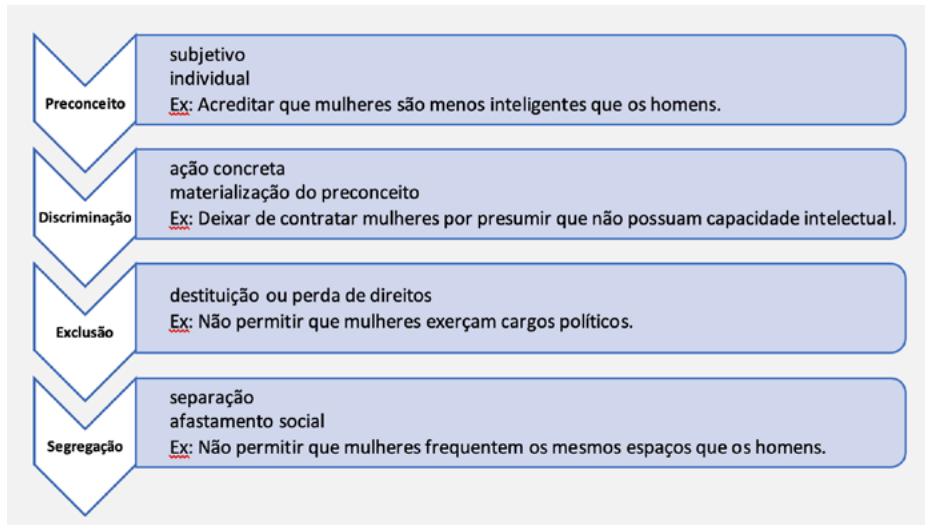 Preconceito
subjetivo
individual
Ex: Acreditar que mulheres são menos inteligentes que os homens.
Discriminação
ação concreta
materialização do preconceito
Ex: Deixar de contratar mulheres por presumir que não possuam capacidade intelectual.
Exclusão
destituição ou perda de direitos
Ex: Não permitir que mulheres exerçam cargos políticos.
Segregação
separação
afastamento social
Ex: Não permitir que mulheres frequentem os mesmos espaços que os homens.